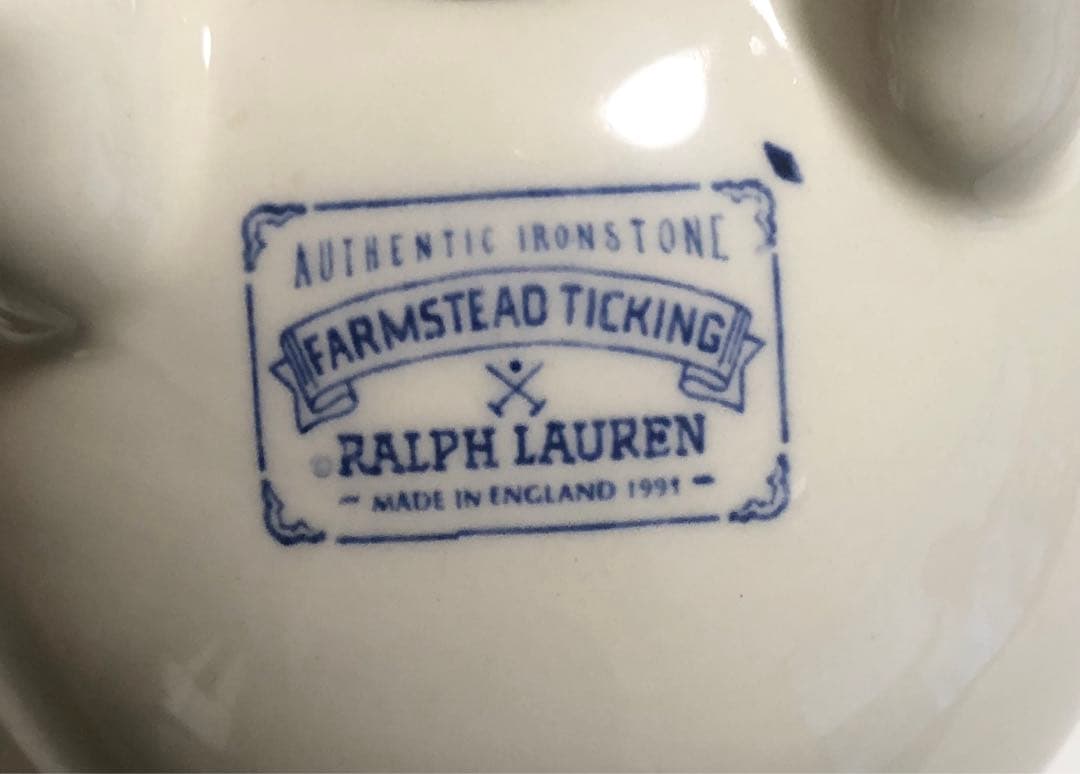 AUTHENTIC IRONSTONE
FARMSTEAD TICKING
© RALPH LAUREN
~ MADE IN ENGLAND 1991 ~